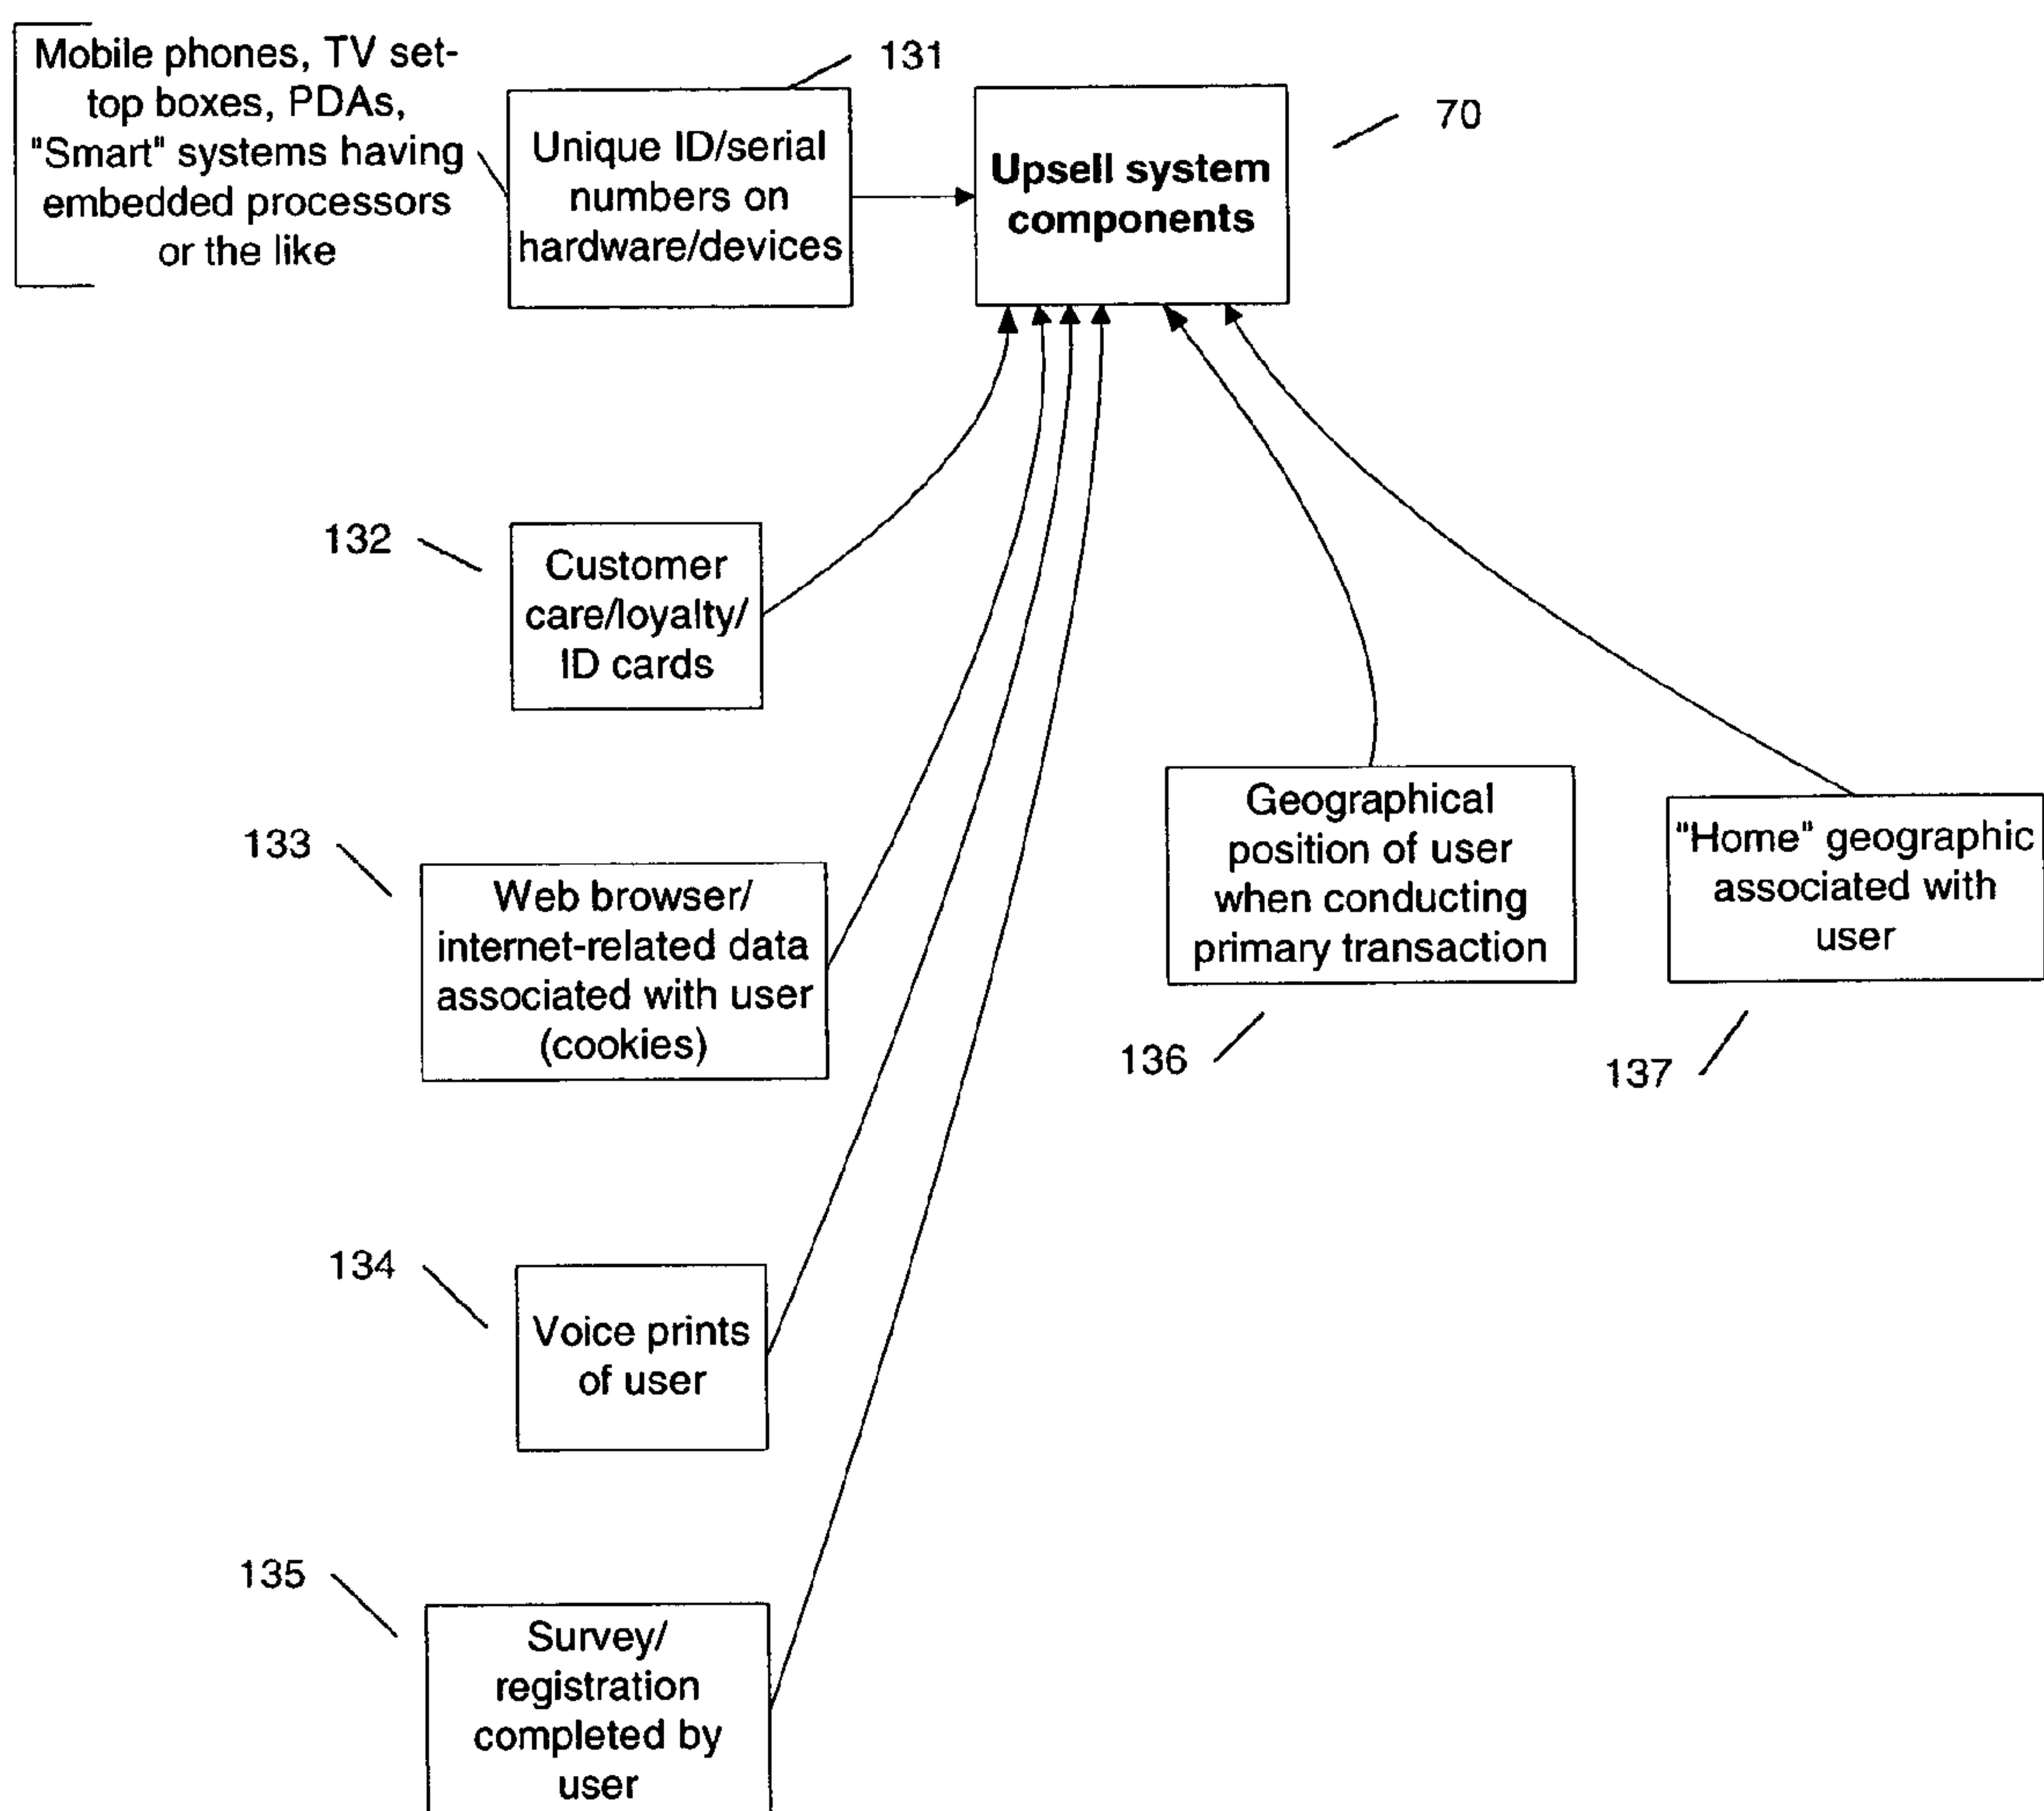 Mobile phones, TV set-
top boxes, PDAs,
"Smart" systems having
embedded processors
or the like
131
Unique ID/serial
numbers on
hardware/devices
Upsell system
components
70
132
Customer
care/loyalty/
ID cards
133
Web browser/
internet-related data
associated with user
(cookies)
Geographical
position of user
when conducting
primary transaction
"Home" geographic
associated with
user
136
137
134
Voice prints
of user
135
Survey/
registration
completed by
user